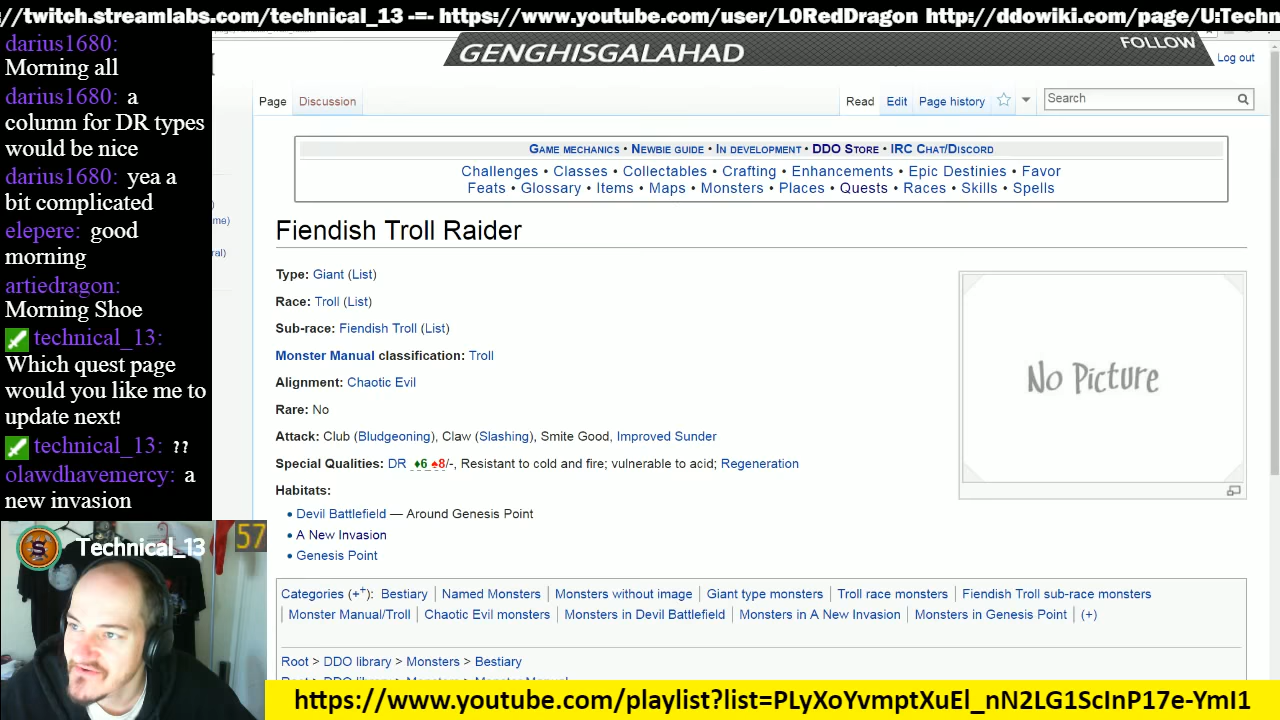 ://twitch.streamlabs.com/technical_13 -=- https://www.youtube.com/user/L0RedDragon http://ddowiki.com/page/U:Techn
darius1680:
Morning all
darius1680: a
column for DR types
would be nice
darius1680: yea a
bit complicated
elepere: good
morning
artiedragon:
Morning Shoe
technical_13:
Which quest page
would you like me to
update next!
technical_13: ??
olawdhavemercy: a
new invasion
Technical_13
57
me)
ral)
GENGHISGALAHAD
FOLLOW
Log out
Page Discussion Read Edit Page history Search
Game mechanics • Newbie guide • In development • DDO Store • IRC Chat/Discord
Challenges • Classes • Collectables • Crafting • Enhancements • Epic Destinies • Favor
Feats • Glossary • Items • Maps • Monsters • Places • Quests • Races • Skills • Spells
Fiendish Troll Raider
Type: Giant (List)
Race: Troll (List)
Sub-race: Fiendish Troll (List)
Monster Manual classification: Troll
Alignment: Chaotic Evil
Rare: No
Attack: Club (Bludgeoning), Claw (Slashing), Smite Good, Improved Sunder
Special Qualities: DR ♦6 ♠8/-, Resistant to cold and fire; vulnerable to acid; Regeneration
Habitats:
• Devil Battlefield — Around Genesis Point
• A New Invasion
• Genesis Point
No Picture
Categories (++): Bestiary | Named Monsters | Monsters without image | Giant type monsters | Troll race monsters | Fiendish Troll sub-race monsters
| Monster Manual/Troll | Chaotic Evil monsters | Monsters in Devil Battlefield | Monsters in A New Invasion | Monsters in Genesis Point | (+)
Root > DDO library > Monsters > Bestiary
https://www.youtube.com/playlist?list=PLyXoYvmptXuEl_nN2LG1ScInP17e-YmI1